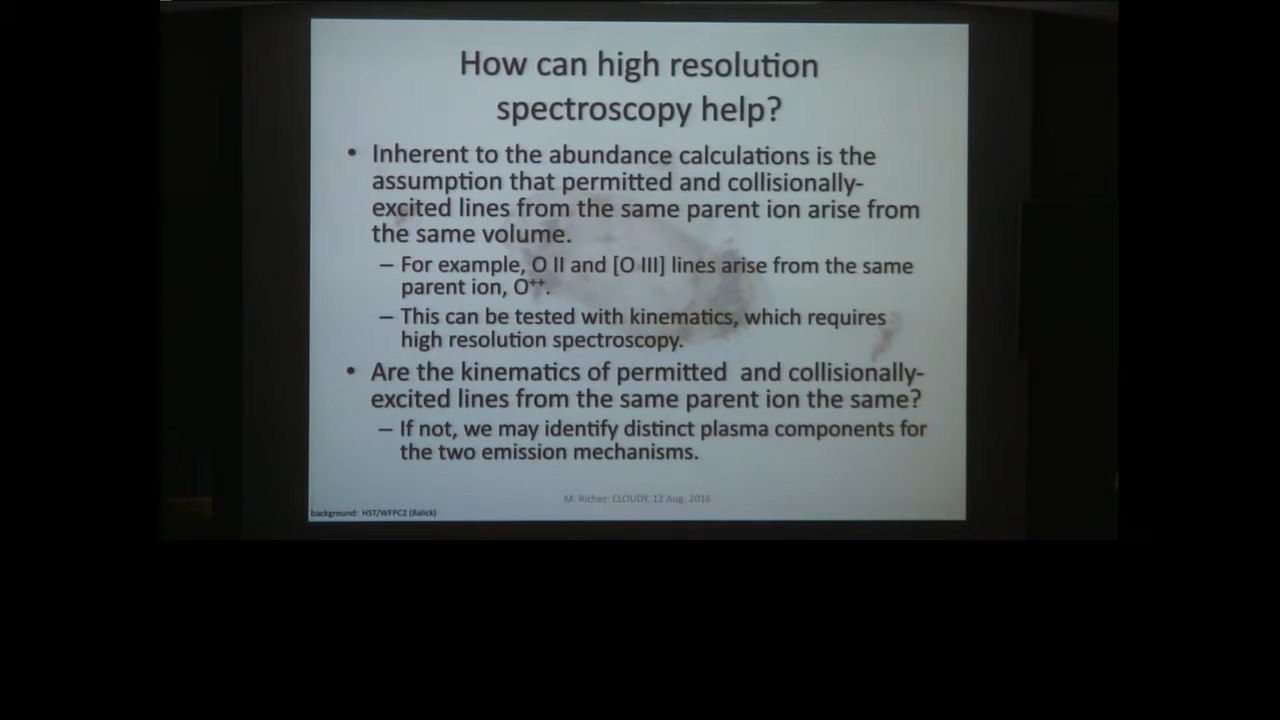 How can high resolution
spectroscopy help?
• Inherent to the abundance calculations is the
assumption that permitted and collisionally-
excited lines from the same parent ion arise from
the same volume.
– For example, O II and [O III] lines arise from the same
parent ion, O⁺⁺.
– This can be tested with kinematics, which requires
high resolution spectroscopy.
• Are the kinematics of permitted and collisionally-
excited lines from the same parent ion the same?
– If not, we may identify distinct plasma components for
the two emission mechanisms.
M. Richer: CLOUDY, 12 Aug. 2016
background: HST/WFPC2 (Balick)